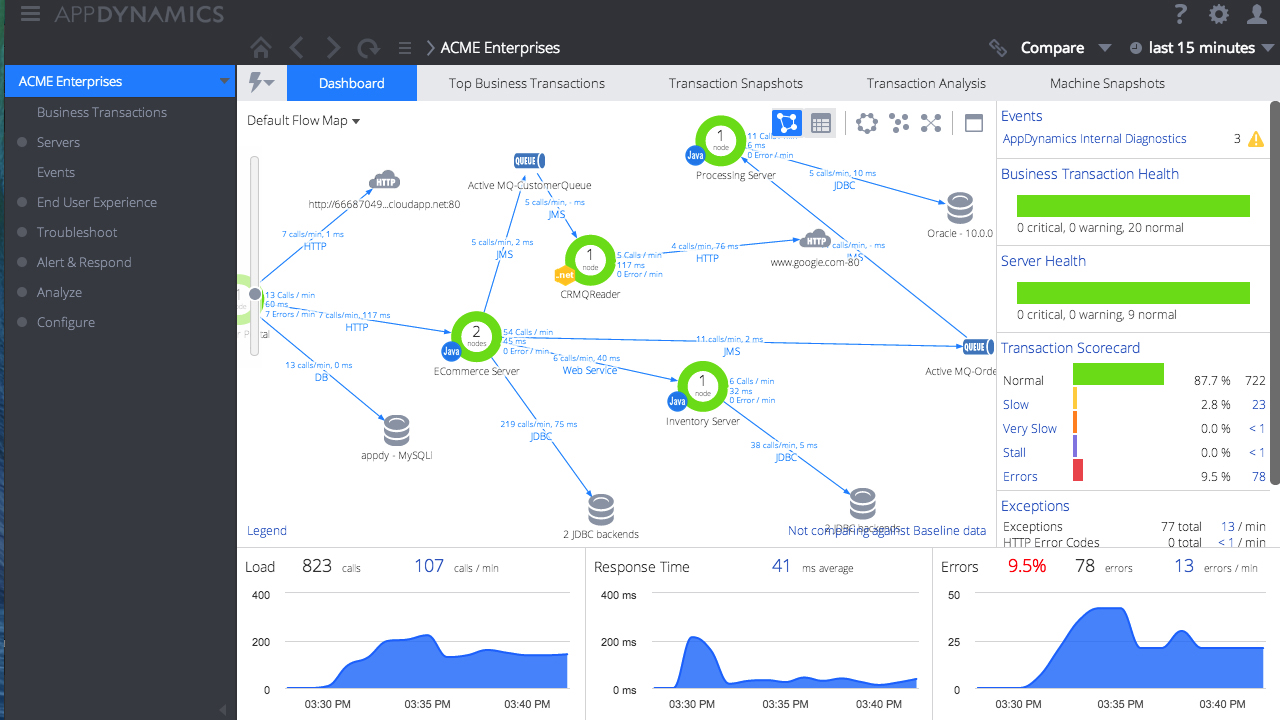 APPDYNAMICS
?
ACME Enterprises
Compare
last 15 minutes
ACME Enterprises
Business Transactions
Servers
Events
End User Experience
Troubleshoot
Alert & Respond
Analyze
Configure
Dashboard
Top Business Transactions
Transaction Snapshots
Transaction Analysis
Machine Snapshots
Default Flow Map
1
node
Java
11 Calls / min
6 ms
0 Error / min
Processing Server
5 calls/min, 10 ms
JDBC
Oracle - 10.0.0
QUEUE
Active MQ-CustomerQueue
5 calls/min, - ms
JMS
HTTP
http://66687049...cloudapp.net:80
7 calls/min, 1 ms
HTTP
5 calls/min, 2 ms
JMS
1
node
.net
5 Calls / min
117 ms
0 Error / min
CRMQReader
4 calls/min, 76 ms
HTTP
HTTP
www.google.com-80
calls/min, - ms
JMS
13 Calls / min
60 ms
7 Errors / min
7 calls/min, 117 ms
HTTP
2
nodes
Java
54 Calls / min
45 ms
0 Error / min
ECommerce Server
11 calls/min, 2 ms
JMS
QUEUE
Active MQ-Orde
6 calls/min, 40 ms
Web Service
1
node
Java
6 Calls / min
32 ms
0 Error / min
Inventory Server
13 calls/min, 0 ms
DB
appdy - MySQL
219 calls/min, 75 ms
JDBC
2 JDBC backends
38 calls/min, 5 ms
JDBC
2 JDBC backends
Legend
Not comparing against Baseline data
Events
AppDynamics Internal Diagnostics 3
Business Transaction Health
0 critical, 0 warning, 20 normal
Server Health
0 critical, 0 warning, 9 normal
Transaction Scorecard
Normal 87.7 % 722
Slow 2.8 % 23
Very Slow 0.0 % < 1
Stall 0.0 % < 1
Errors 9.5 % 78
Exceptions
Exceptions 77 total 13 / min
HTTP Error Codes 0 total < 1 / min
Load 823 calls 107 calls / min
400
200
0
03:30 PM 03:35 PM 03:40 PM
Response Time 41 ms average
400 ms
200 ms
0 ms
03:30 PM 03:35 PM 03:40 PM
Errors 9.5% 78 errors 13 errors / min
50
25
0
03:30 PM 03:35 PM 03:40 PM